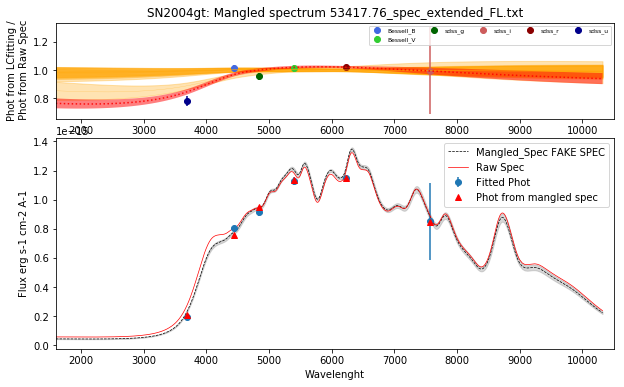 SN2004gt: Mangled spectrum 53417.76_spec_extended_FL.txt
Phot from LCfitting /
Phot from Raw Spec
1.2
1.0
0.8
Bessell_B
Bessell_V
sdss_g
sdss_i
sdss_r
sdss_u
2000 3000 4000 5000 6000 7000 8000 9000 10000
1e−15
Flux erg s-1 cm-2 A-1
1.4
1.2
1.0
0.8
0.6
0.4
0.2
0.0
Mangled_Spec FAKE SPEC
Raw Spec
Fitted Phot
Phot from mangled spec
2000 3000 4000 5000 6000 7000 8000 9000 10000
Wavelenght